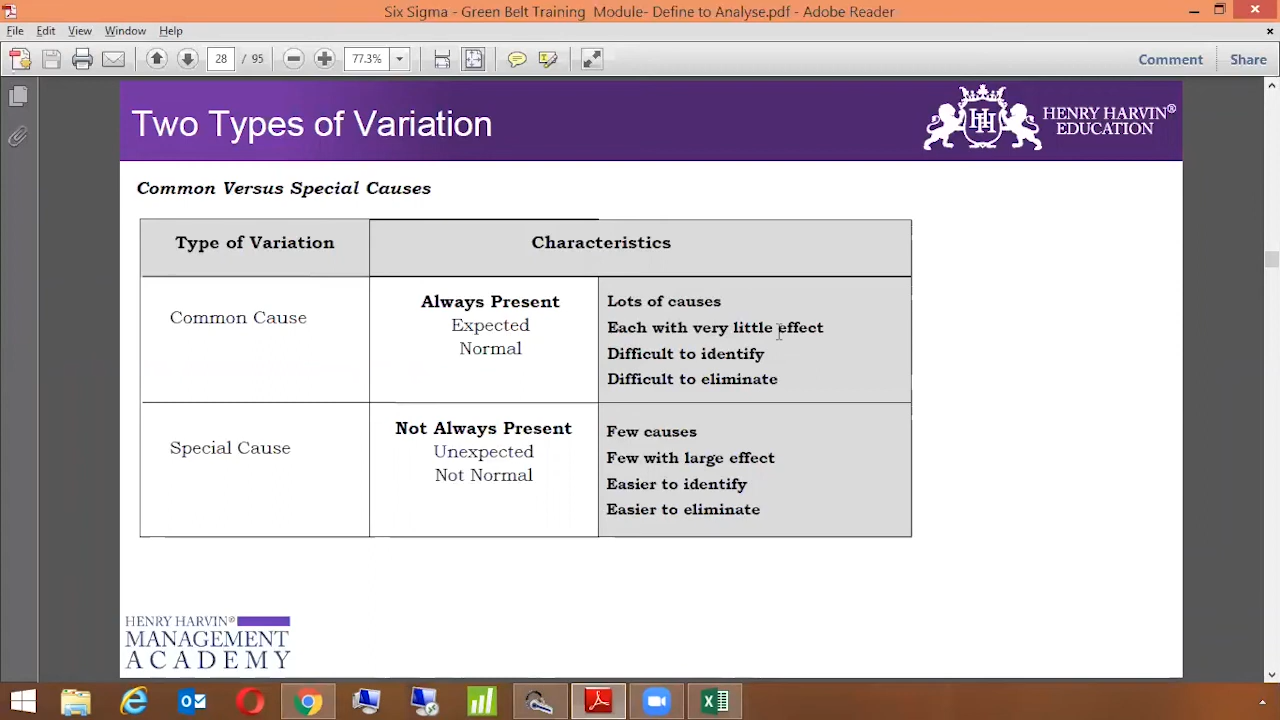 Six Sigma - Green Belt Training Module- Define to Analyse.pdf - Adobe Reader
File Edit View Window Help
28 / 95 77.3% Comment Share
Two Types of Variation
HENRY HARVIN®
EDUCATION
Common Versus Special Causes
Type of Variation Characteristics
Common Cause
Always Present
Expected
Normal
Lots of causes
Each with very little effect
Difficult to identify
Difficult to eliminate
Special Cause
Not Always Present
Unexpected
Not Normal
Few causes
Few with large effect
Easier to identify
Easier to eliminate
HENRY HARVIN®
MANAGEMENT
ACADEMY